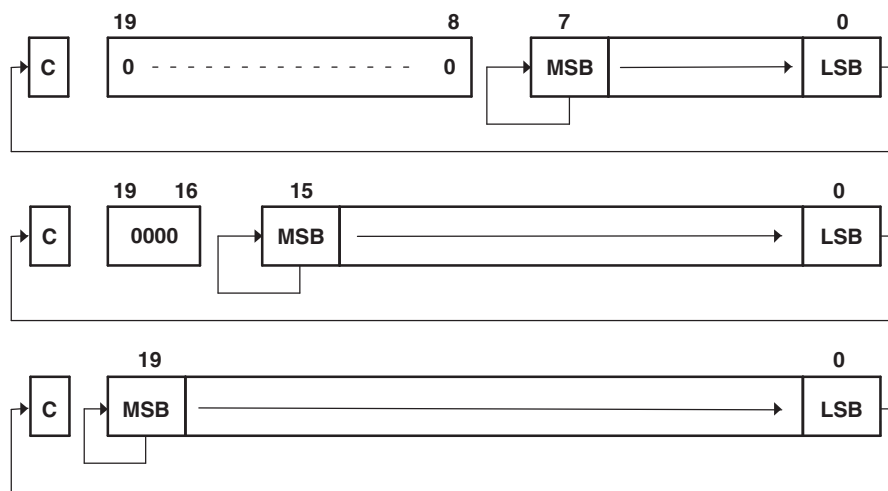 19 8 7 0
C 0 0 MSB LSB
19 16 15 0
C 0000 MSB LSB
19 0
C MSB LSB